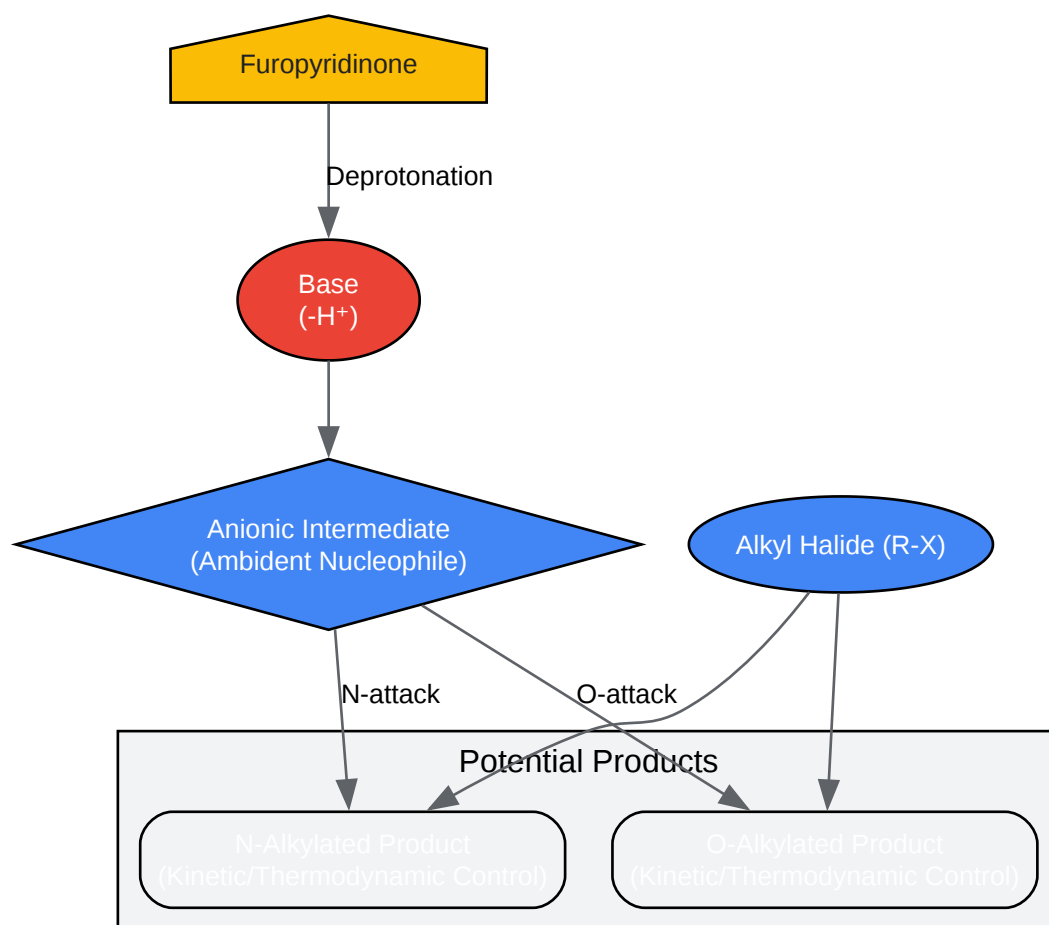 Furopyridinone
Deprotonation
Base
(-H⁺)
Anionic Intermediate
(Ambident Nucleophile)
Alkyl Halide (R-X)
N-attack
O-attack
Potential Products
N-Alkylated Product
(Kinetic/Thermodynamic Control)
O-Alkylated Product
(Kinetic/Thermodynamic Control)